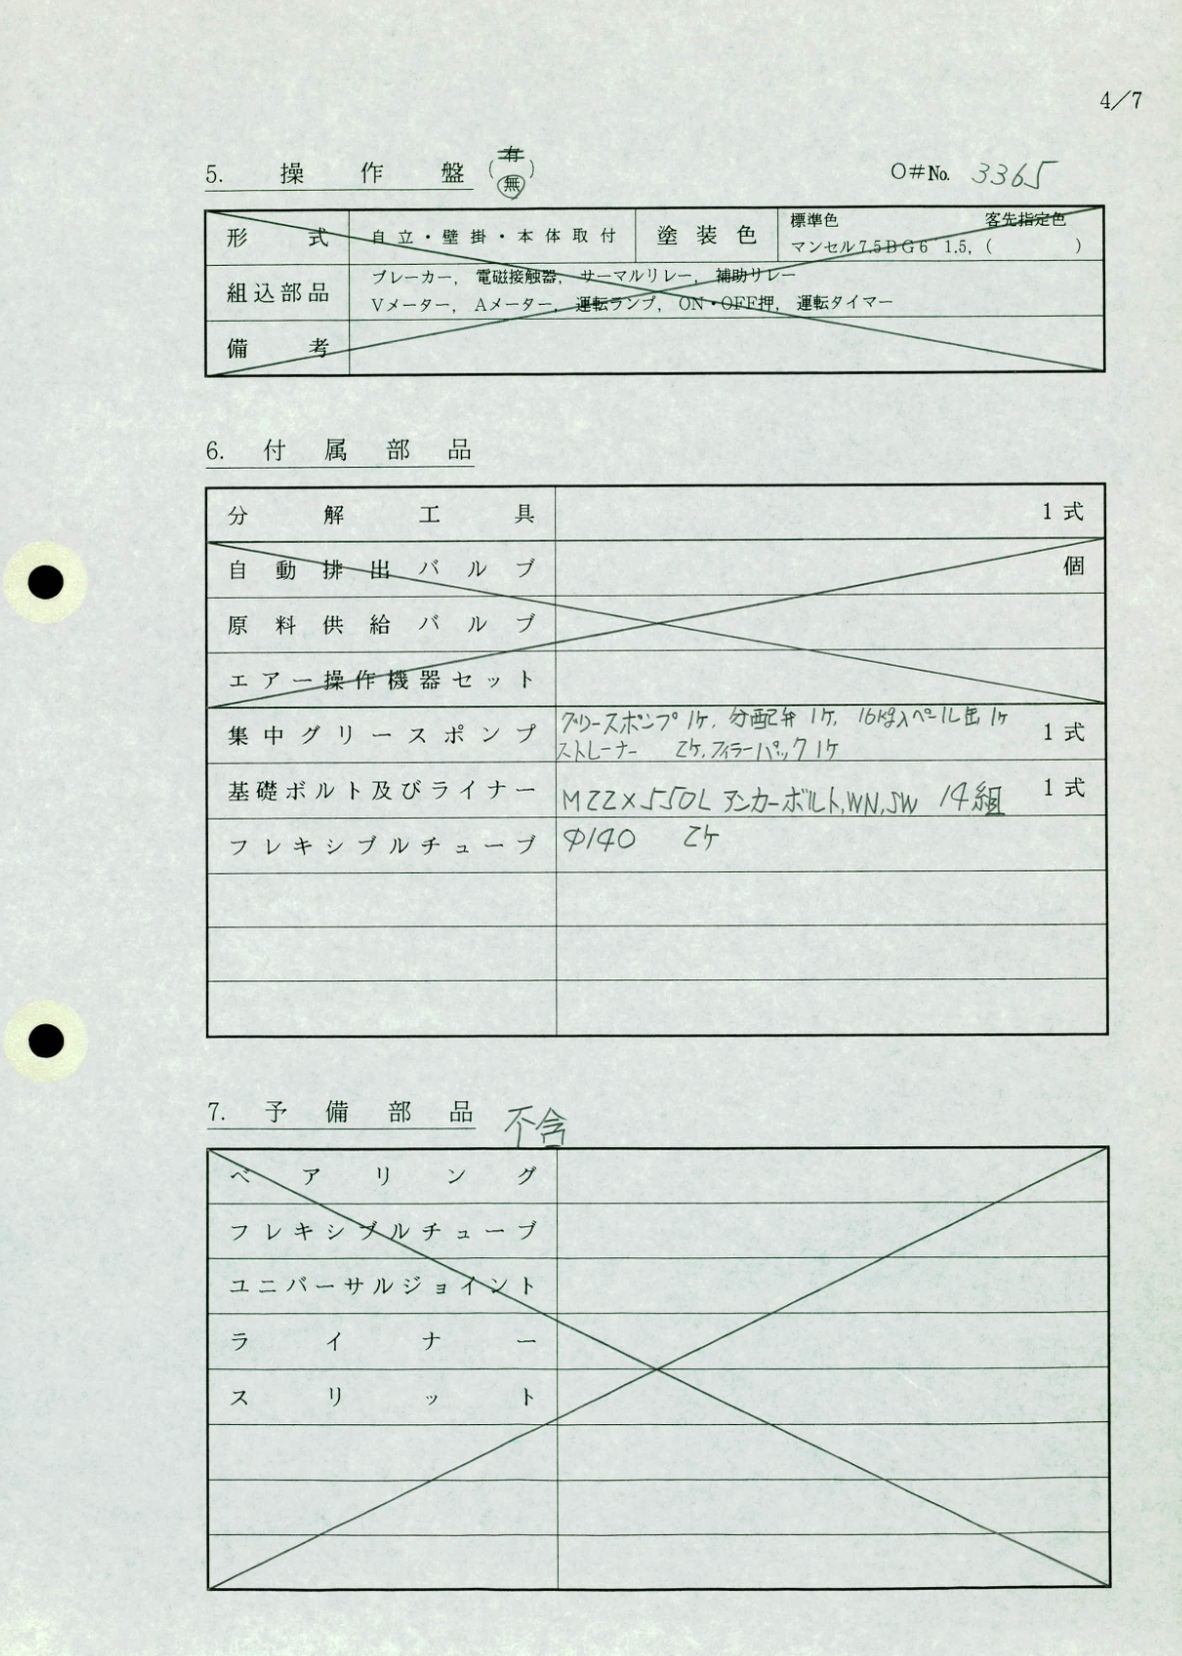 4/7
5. 操作盤 (有 無)
O#No. 3365
形式 自立・壁掛・本体取付 塗装色 標準色 客先指定色
マンセル7.5BG6 1.5, ( )
組込部品 ブレーカー, 電磁接触器, サーマルリレー, 補助リレー
Vメーター, Aメーター, 運転ランプ, ON・OFF押, 運転タイマー
備考
6. 付属部品
分解工具 1式
自動排出バルブ 個
原料供給バルブ
エアー操作機器セット
集中グリースポンプ グリースポンプ 1ケ, 分配弁 1ケ, 16kg入ペール缶 1ケ 1式
ストレーナー 2ケ, フィラーパック 1ケ
基礎ボルト及びライナー M22×550L アンカーボルト, WN, SW 14組 1式
フレキシブルチューブ Φ140 2ケ
7. 予備部品 不含
ベアリング
フレキシブルチューブ
ユニバーサルジョイント
ライナー
スリット